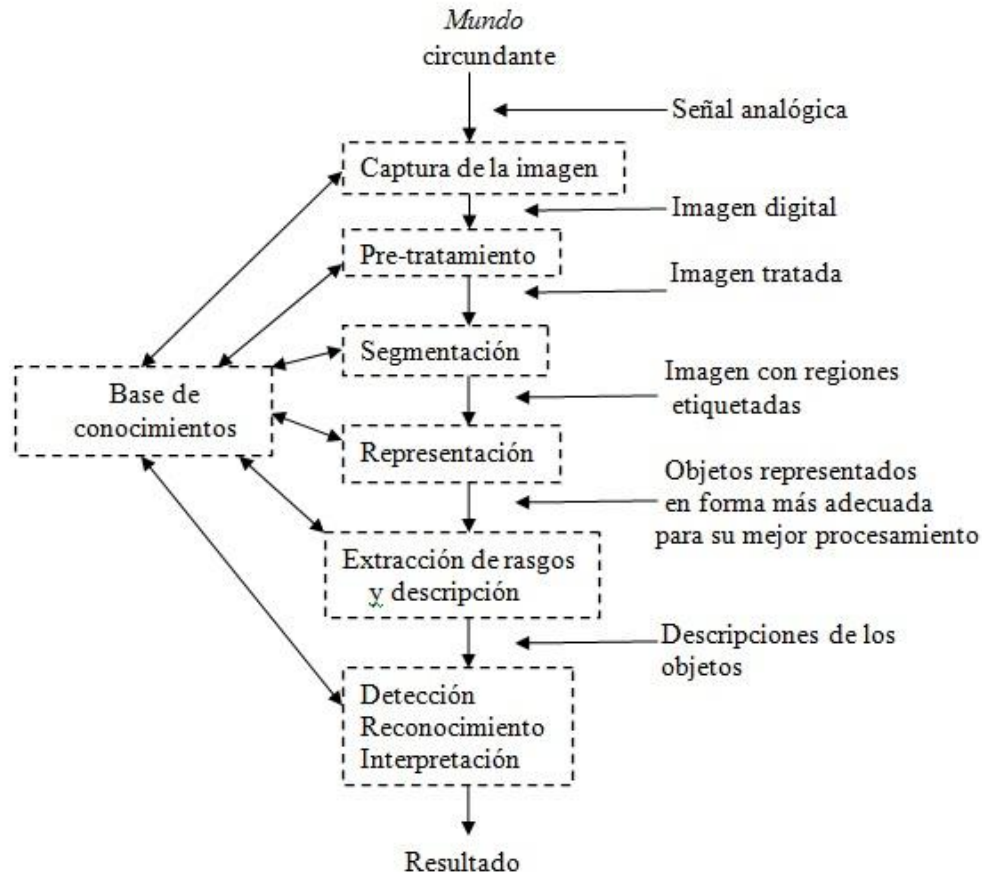 Mundo
circundante
Señal analógica
Captura de la imagen
Imagen digital
Pre-tratamiento
Imagen tratada
Segmentación
Imagen con regiones
etiquetadas
Base de
conocimientos
Representación
Objetos representados
en forma más adecuada
para su mejor procesamiento
Extracción de rasgos
y descripción
Descripciones de los
objetos
Detección
Reconocimiento
Interpretación
Resultado